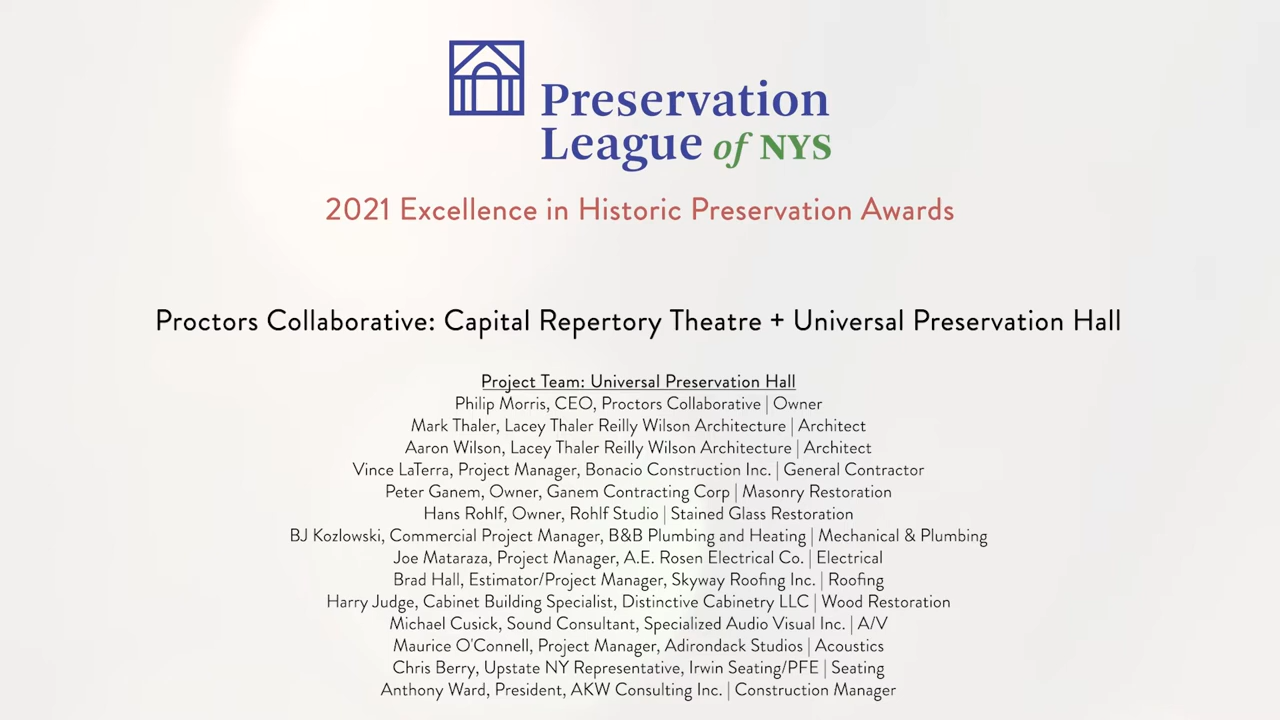 Preservation
League of NYS
2021 Excellence in Historic Preservation Awards
Proctors Collaborative: Capital Repertory Theatre + Universal Preservation Hall
Project Team: Universal Preservation Hall
Philip Morris, CEO, Proctors Collaborative | Owner
Mark Thaler, Lacey Thaler Reilly Wilson Architecture | Architect
Aaron Wilson, Lacey Thaler Reilly Wilson Architecture | Architect
Vince LaTerra, Project Manager, Bonacio Construction Inc. | General Contractor
Peter Ganem, Owner, Ganem Contracting Corp | Masonry Restoration
Hans Rohlf, Owner, Rohlf Studio | Stained Glass Restoration
BJ Kozlowski, Commercial Project Manager, B&B Plumbing and Heating | Mechanical & Plumbing
Joe Mataraza, Project Manager, A.E. Rosen Electrical Co. | Electrical
Brad Hall, Estimator/Project Manager, Skyway Roofing Inc. | Roofing
Harry Judge, Cabinet Building Specialist, Distinctive Cabinetry LLC | Wood Restoration
Michael Cusick, Sound Consultant, Specialized Audio Visual Inc. | A/V
Maurice O'Connell, Project Manager, Adirondack Studios | Acoustics
Chris Berry, Upstate NY Representative, Irwin Seating/PFE | Seating
Anthony Ward, President, AKW Consulting Inc. | Construction Manager